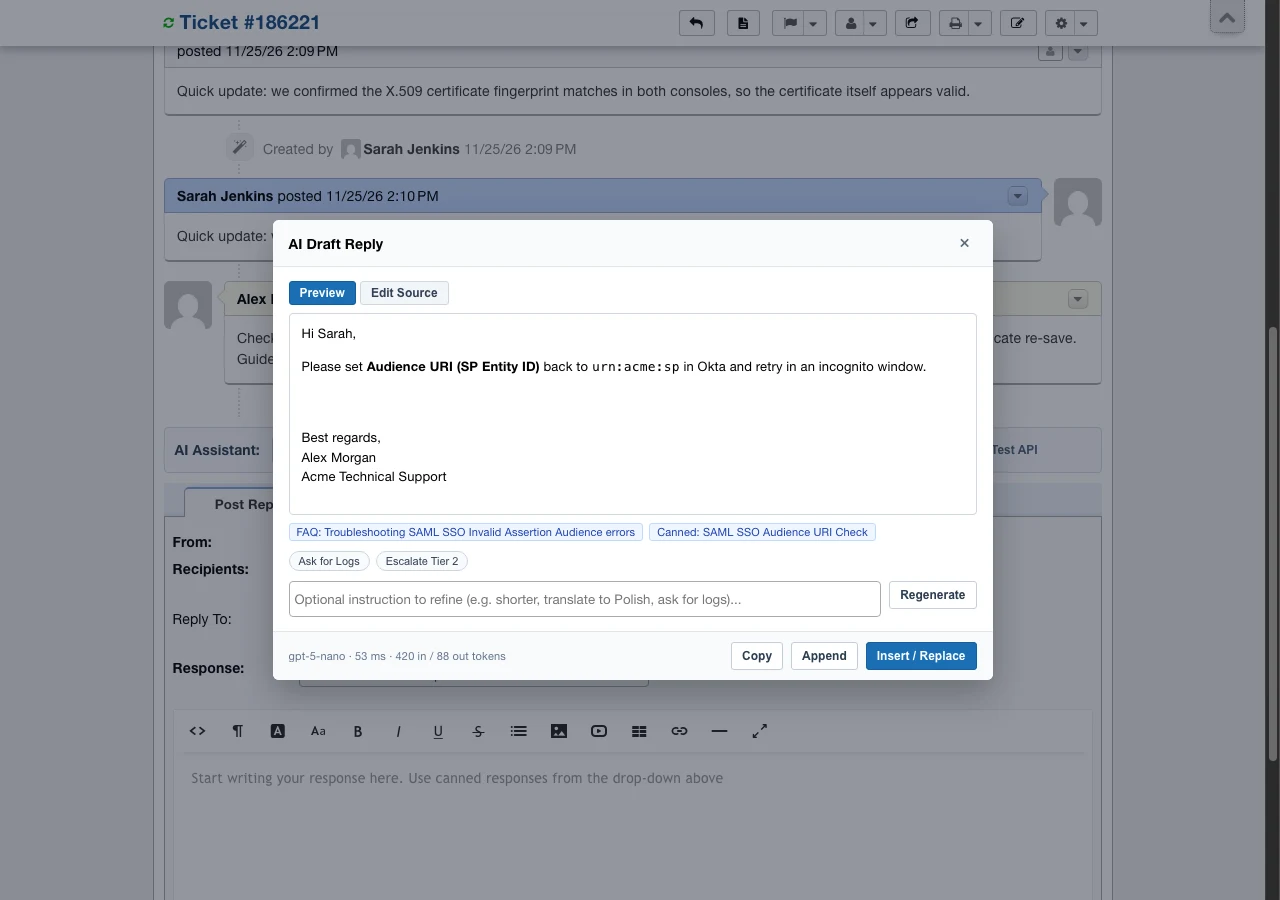 Ticket #186221
posted 11/25/26 2:09 PM
Quick update: we confirmed the X.509 certificate fingerprint matches in both consoles, so the certificate itself appears valid.
Created by Sarah Jenkins 11/25/26 2:09 PM
Sarah Jenkins posted 11/25/26 2:10 PM
Quick update:
Alex
Check
cate re-save.
Guide
AI Assistant:
Test API
Post Rep
From:
Recipients:
Reply To:
Response:
AI Draft Reply
×
Preview
Edit Source
Hi Sarah,
Please set Audience URI (SP Entity ID) back to urn:acme:sp in Okta and retry in an incognito window.
Best regards,
Alex Morgan
Acme Technical Support
FAQ: Troubleshooting SAML SSO Invalid Assertion Audience errors
Canned: SAML SSO Audience URI Check
Ask for Logs
Escalate Tier 2
Optional instruction to refine (e.g. shorter, translate to Polish, ask for logs)...
Regenerate
gpt-5-nano · 53 ms · 420 in / 88 out tokens
Copy
Append
Insert / Replace
Start writing your response here. Use canned responses from the drop-down above